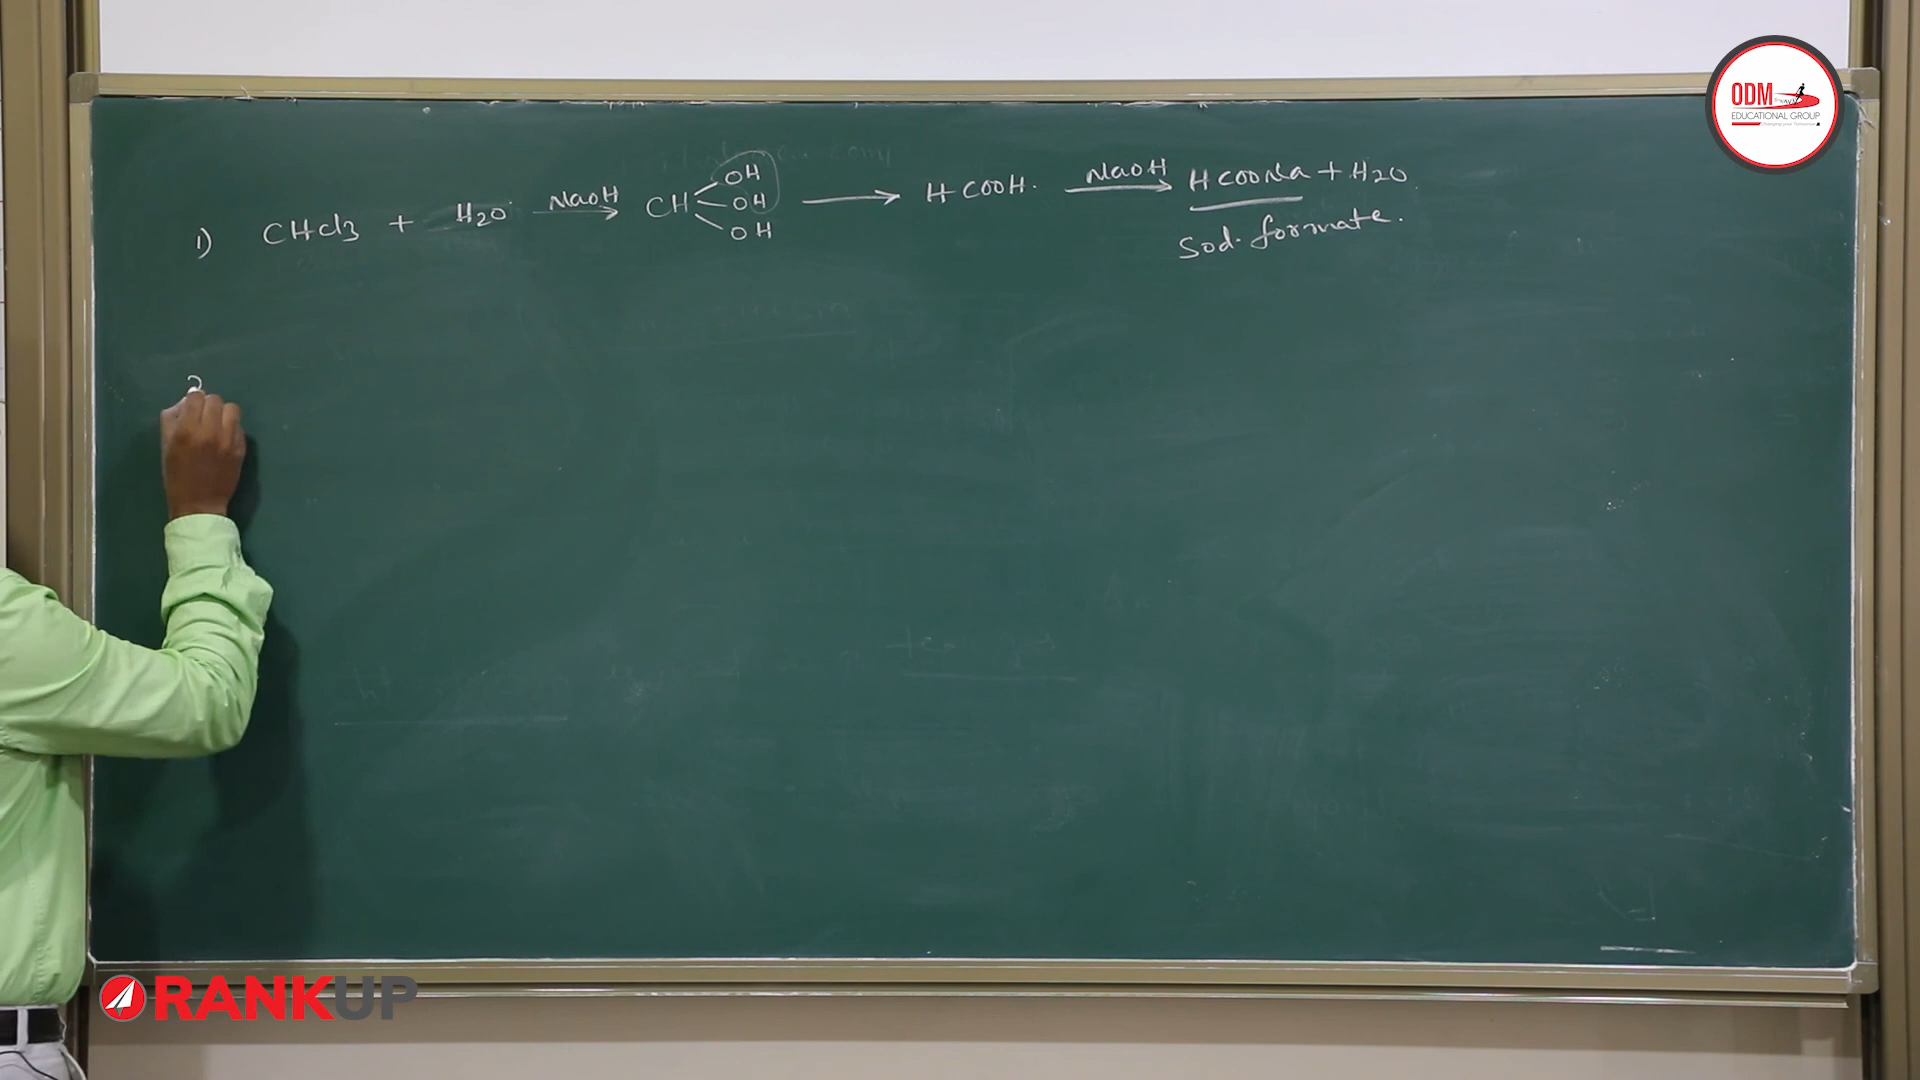 ODM
EDUCATIONAL GROUP
1) CHCl3 + H2O NaOH CH OH OH OH HCOOH. NaOH HCOONa + H2O.
Sod. formate.
2
RANKUP